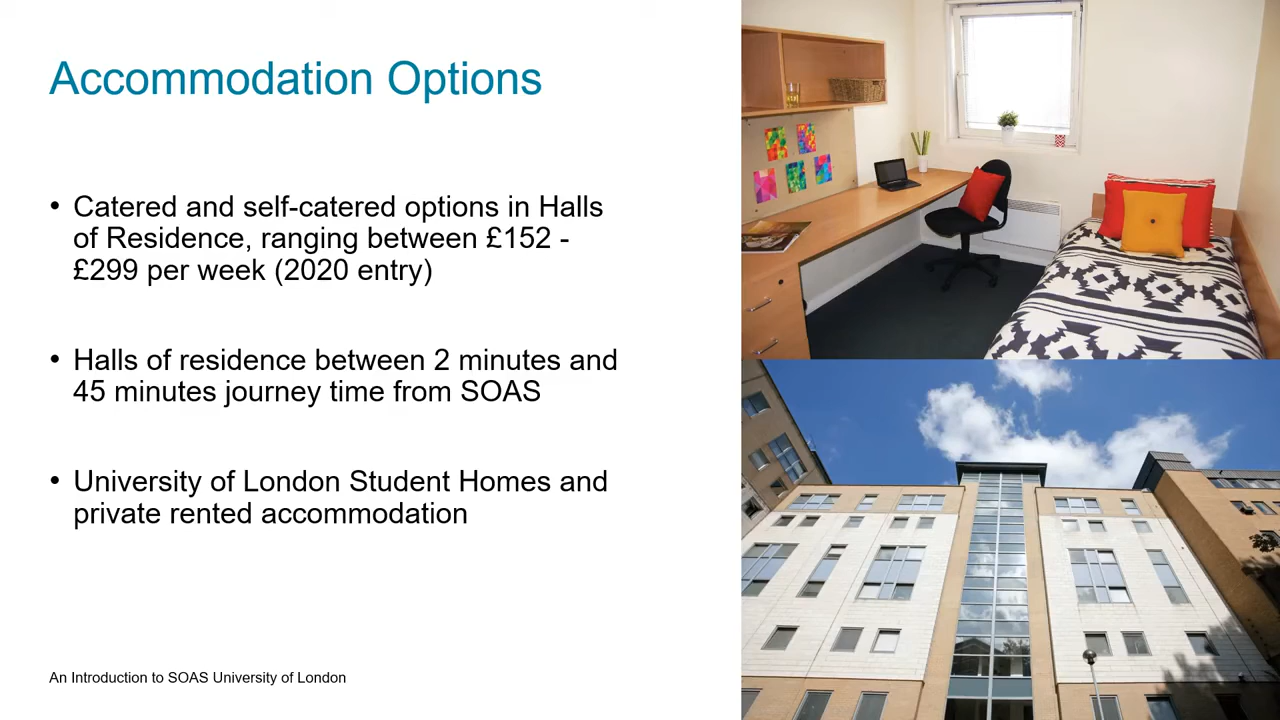 Accommodation Options
• Catered and self-catered options in Halls
of Residence, ranging between £152 -
£299 per week (2020 entry)
• Halls of residence between 2 minutes and
45 minutes journey time from SOAS
• University of London Student Homes and
private rented accommodation
An Introduction to SOAS University of London